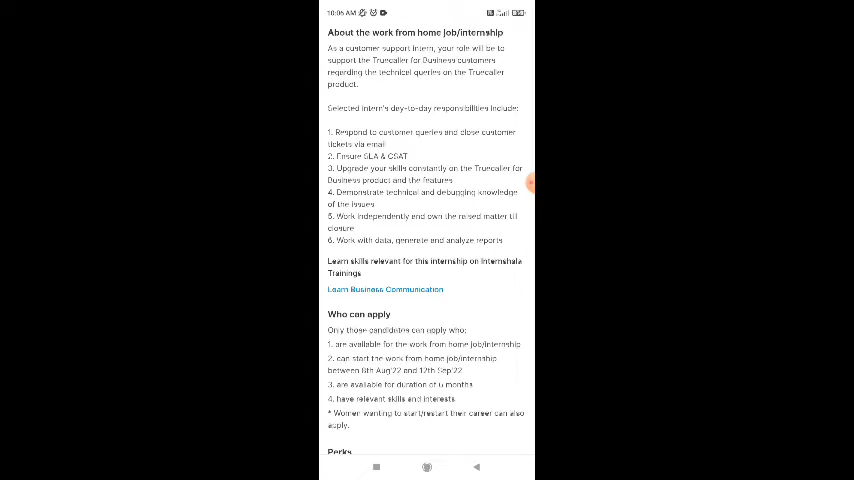 10:06 AM
About the work from home job/internship
As a customer support intern, your role will be to
support the Truecaller for Business customers
regarding the technical queries on the Truecaller
product.
Selected intern's day-to-day responsibilities include:
1. Respond to customer queries and close customer
tickets via email
2. Ensure SLA & CSAT
3. Upgrade your skills constantly on the Truecaller for
Business product and the features
4. Demonstrate technical and debugging knowledge
of the issues
5. Work independently and own the raised matter till
closure
6. Work with data, generate and analyze reports
Learn skills relevant for this internship on Internshala
Trainings
Learn Business Communication
Who can apply
Only those candidates can apply who:
1. are available for the work from home job/internship
2. can start the work from home job/internship
between 8th Aug'22 and 12th Sep'22
3. are available for duration of 6 months
4. have relevant skills and interests
* Women wanting to start/restart their career can also
apply.
Perks